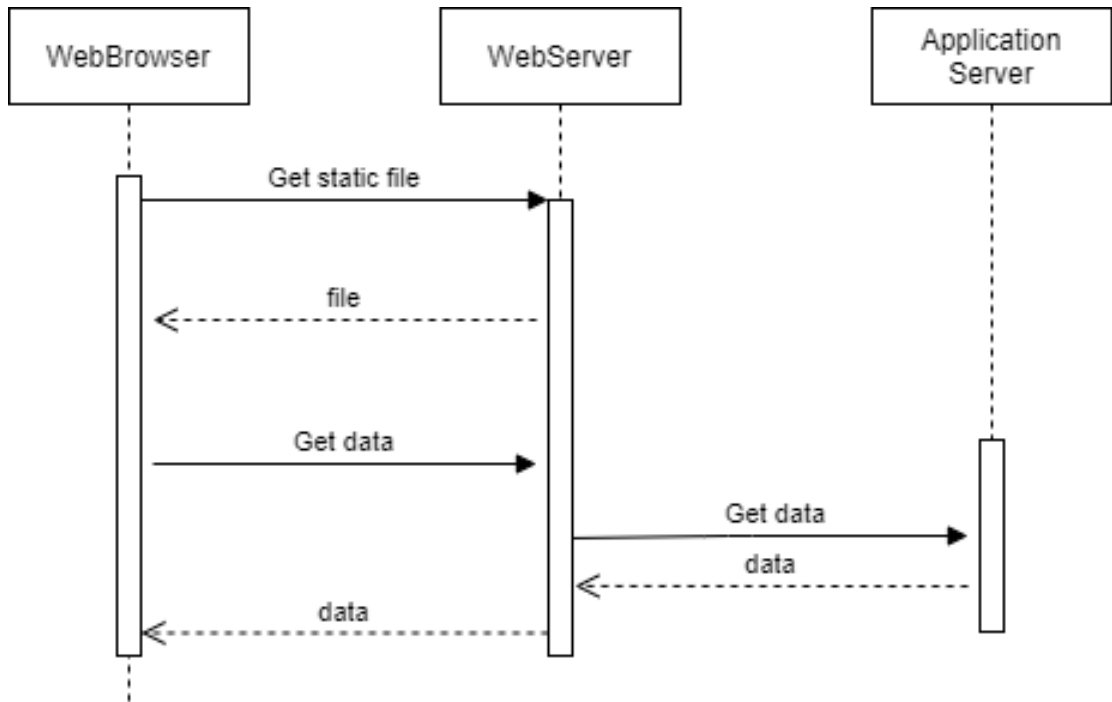 WebBrowser
WebServer
Application
Server
Get static file
file
Get data
Get data
data
data